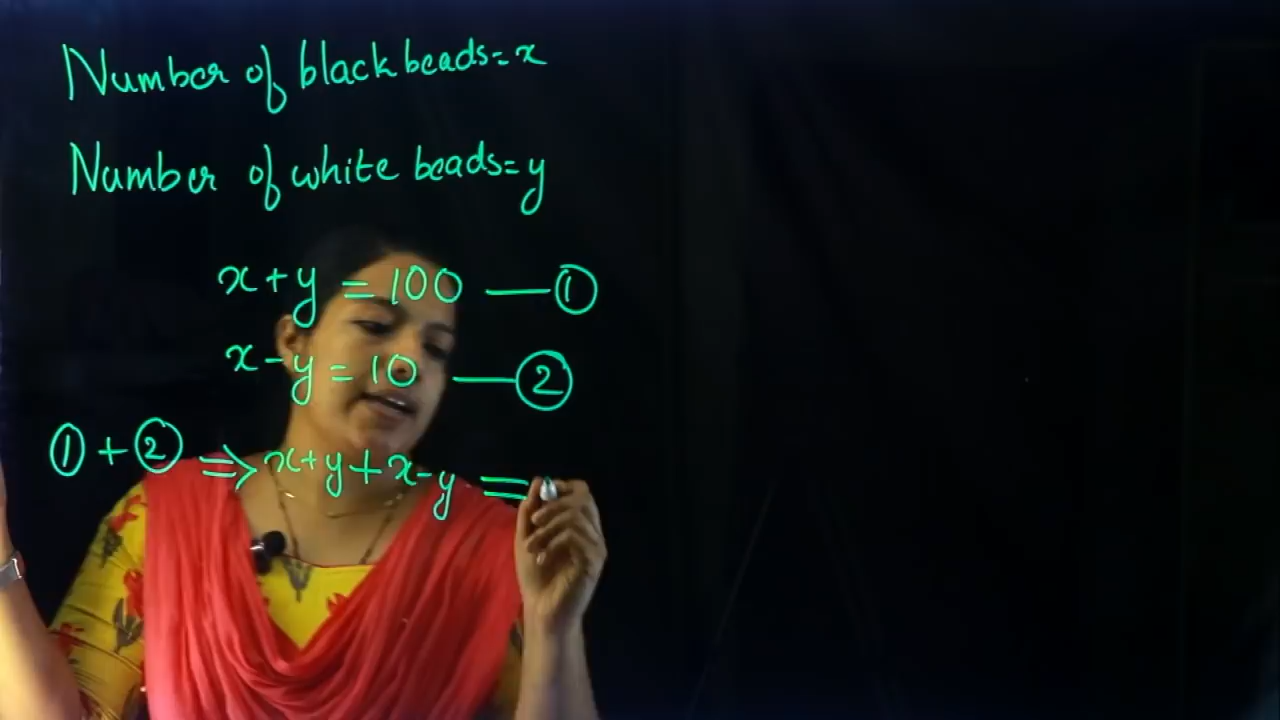 Number of black beads = x
Number of white beads = y
x + y = 100 — ①
x - y = 10 — ②
① + ② ⇒ x + y + x - y =